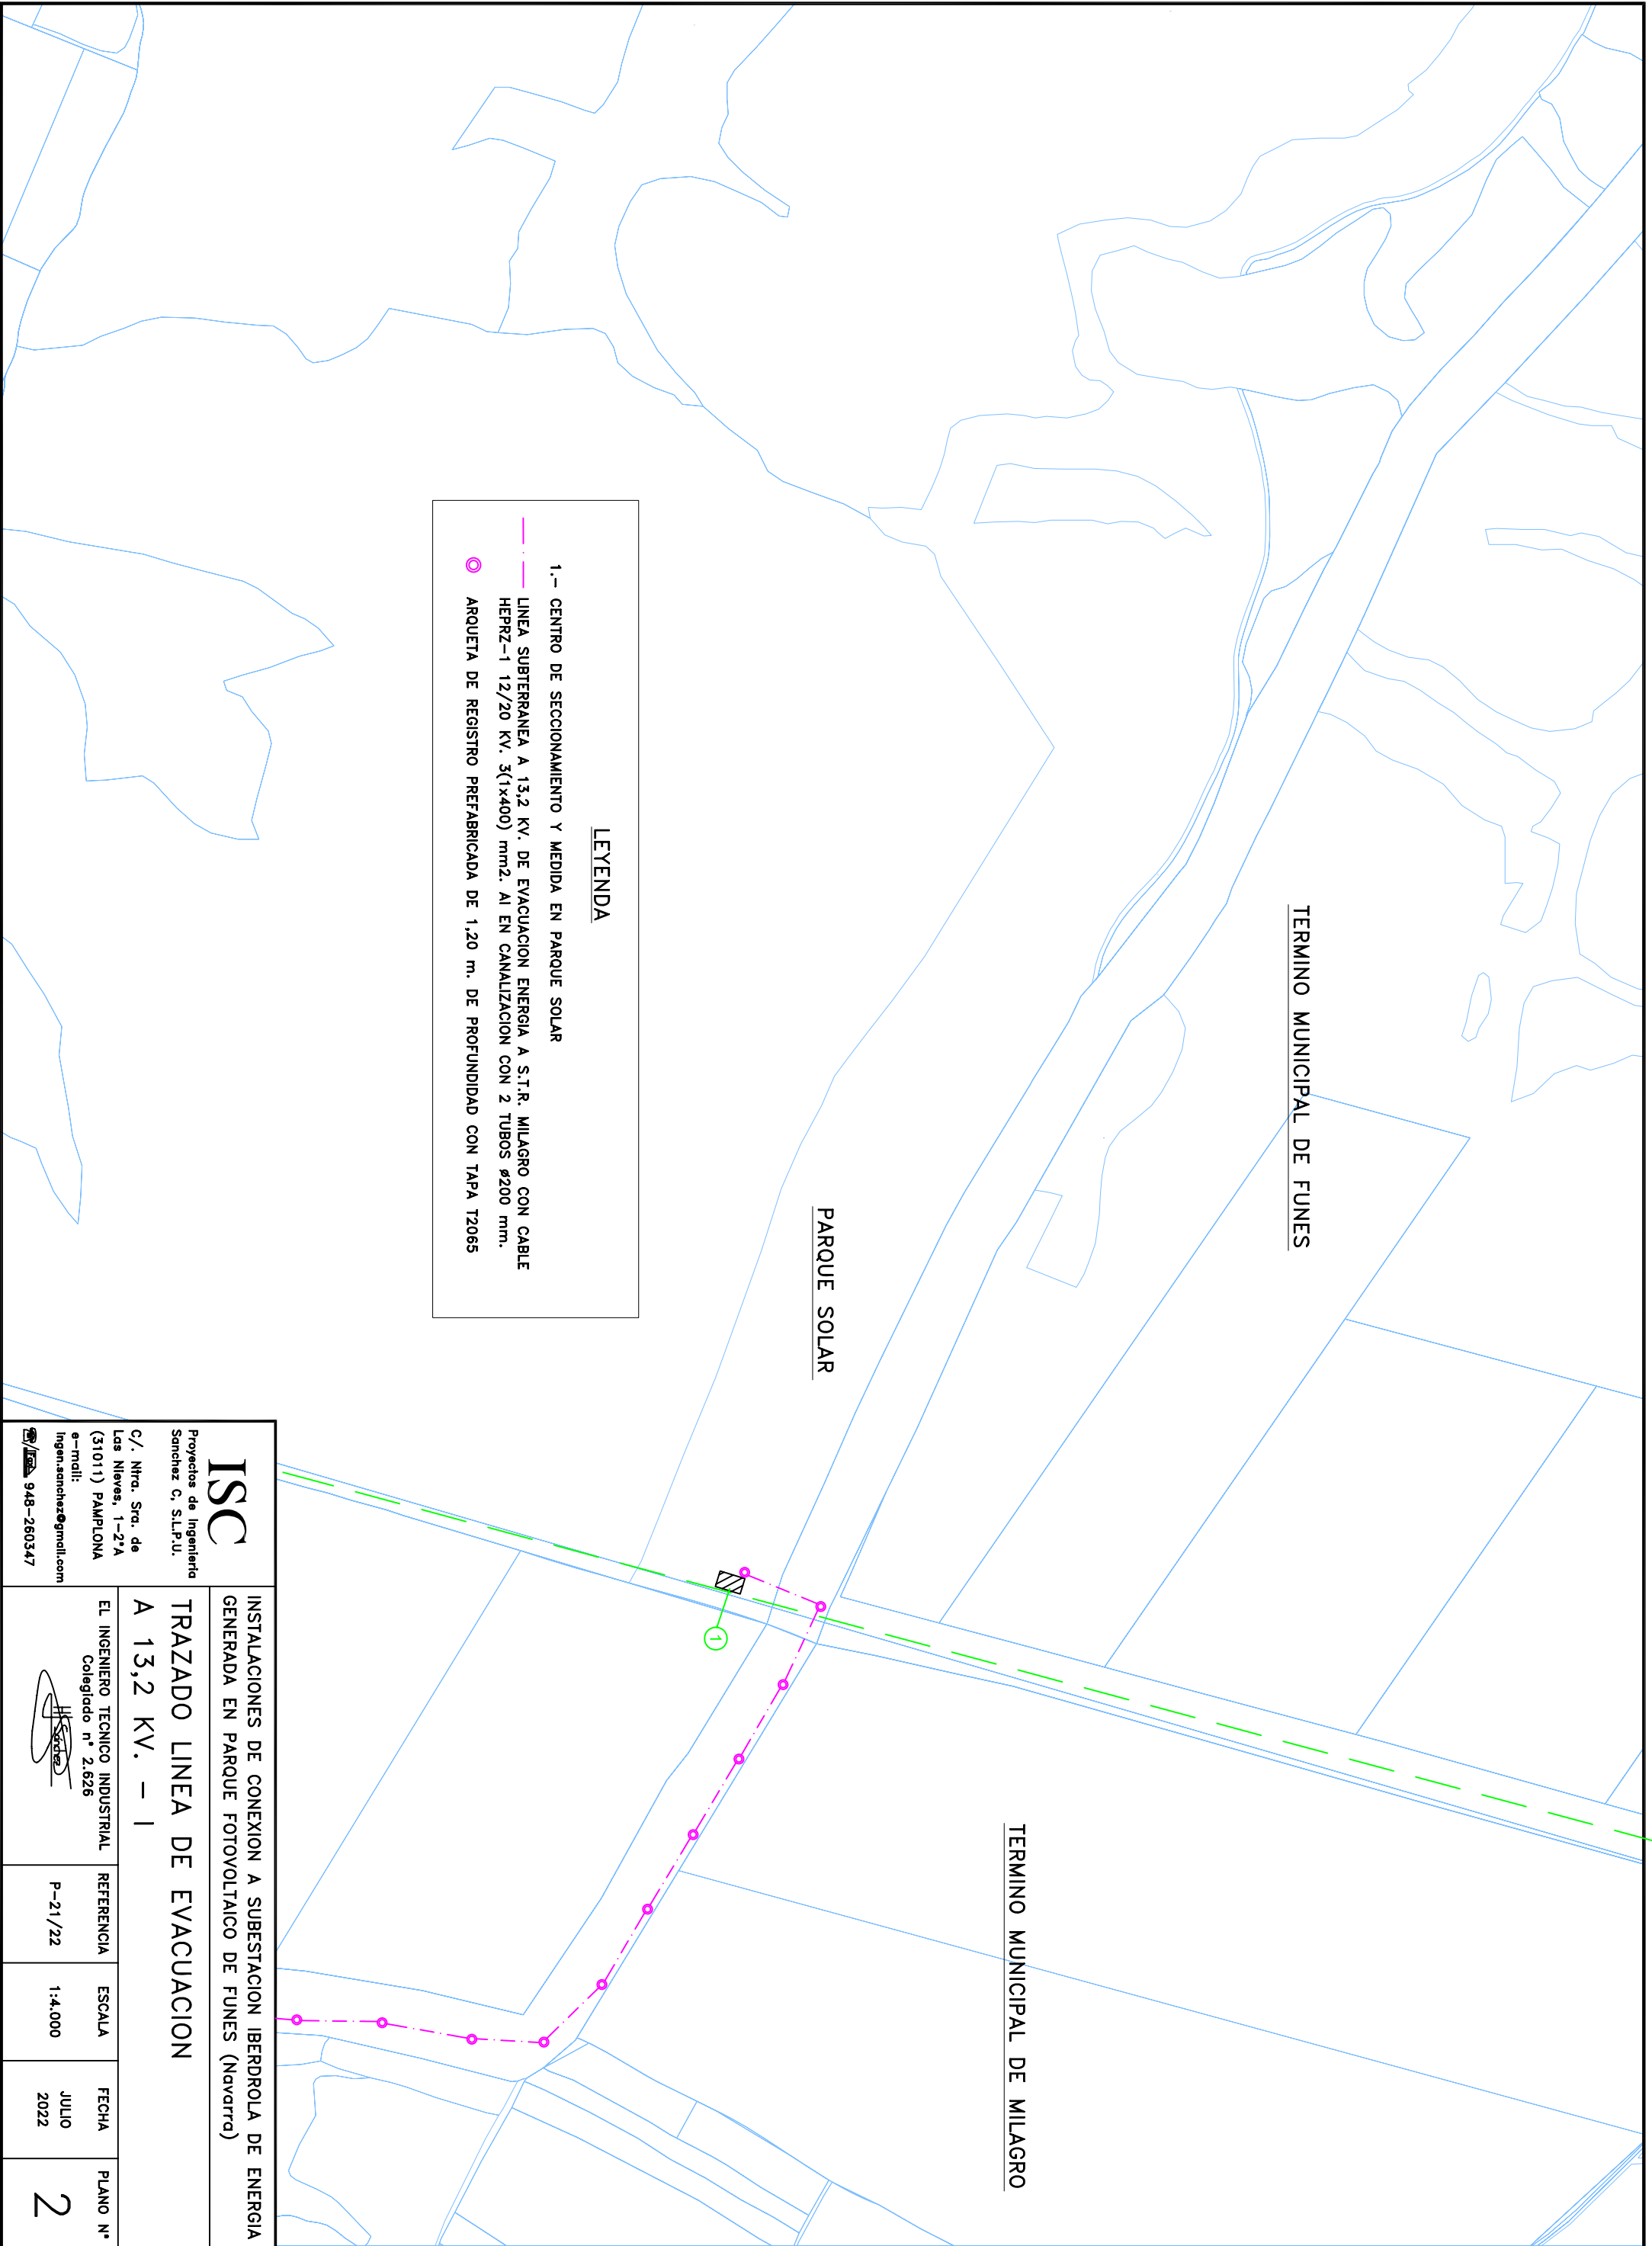 TERMINO MUNICIPAL DE FUNES
PARQUE SOLAR
TERMINO MUNICIPAL DE MILAGRO
1
LEYENDA
1.- CENTRO DE SECCIONAMIENTO Y MEDIDA EN PARQUE SOLAR
LINEA SUBTERRANEA A 13,2 KV. DE EVACUACION ENERGIA A S.T.R. MILAGRO CON CABLE
HEPRZ-1 12/20 KV. 3(1x400) mm2. Al EN CANALIZACION CON 2 TUBOS ø200 mm.
ARQUETA DE REGISTRO PREFABRICADA DE 1,20 m. DE PROFUNDIDAD CON TAPA T2065
ISC
Proyectos de Ingenieria
Sanchez C, S.L.P.U.
C/. Ntra. Sra. de
Las Nieves, 1-2ºA
(31011) PAMPLONA
e-mail:
ingen.sanchez@gmail.com
948-260347
INSTALACIONES DE CONEXION A SUBESTACION IBERDROLA DE ENERGIA
GENERADA EN PARQUE FOTOVOLTAICO DE FUNES (Navarra)
TRAZADO LINEA DE EVACUACION
A 13,2 KV. - I
EL INGENIERO TECNICO INDUSTRIAL
Colegiado nº 2.626
REFERENCIA
P-21/22
ESCALA
1:4.000
FECHA
JULIO
2022
PLANO Nº
2